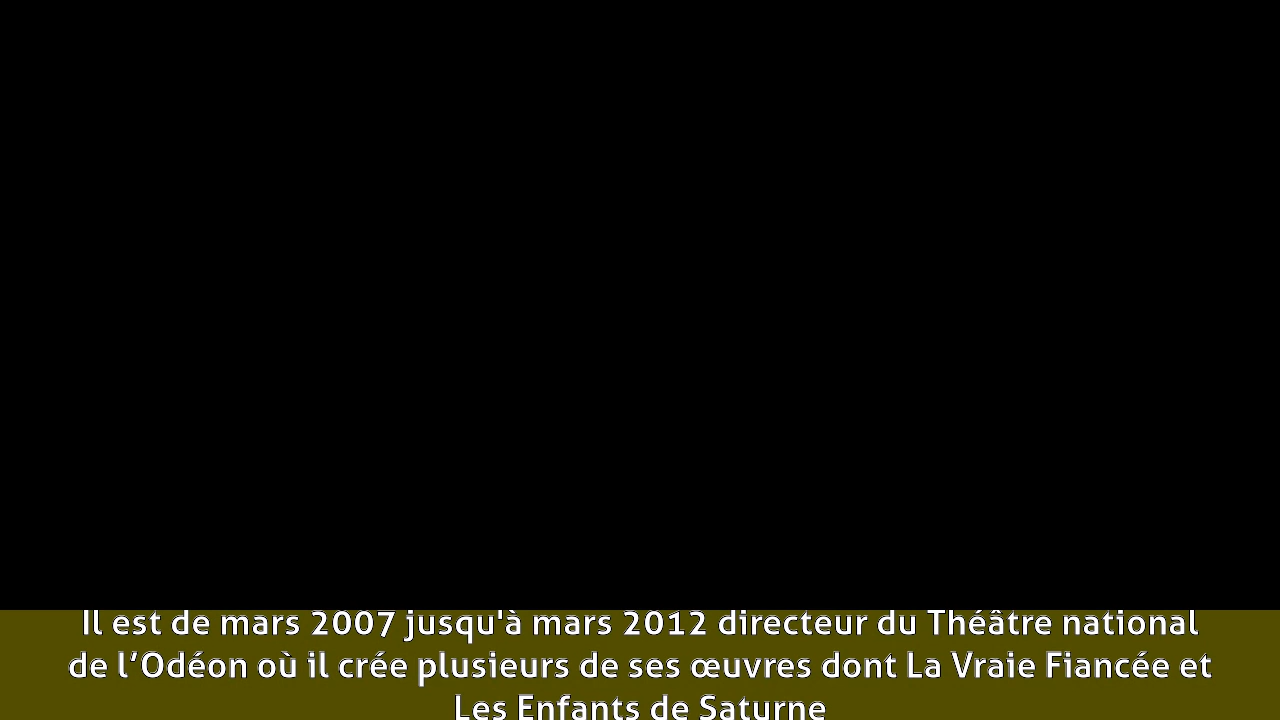 Il est de mars 2007 jusqu'à mars 2012 directeur du Théâtre national
de l’Odéon où il crée plusieurs de ses œuvres dont La Vraie Fiancée et
Les Enfants de Saturne